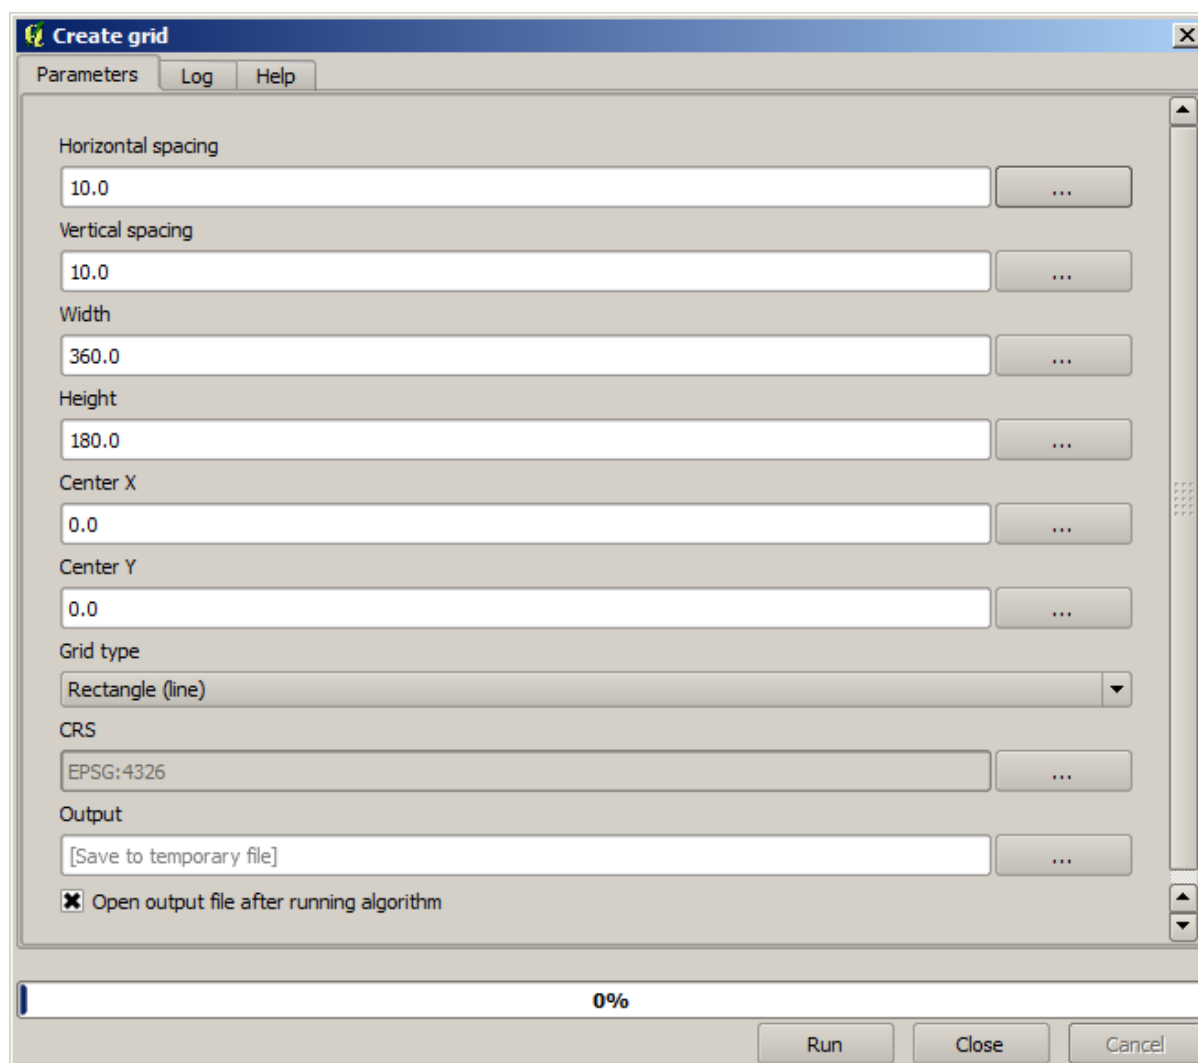 Create grid
Parameters Log Help
Horizontal spacing
10.0 ...
Vertical spacing
10.0 ...
Width
360.0 ...
Height
180.0 ...
Center X
0.0 ...
Center Y
0.0 ...
Grid type
Rectangle (line)
CRS
EPSG:4326 ...
Output
[Save to temporary file] ...
Open output file after running algorithm
0%
Run Close Cancel